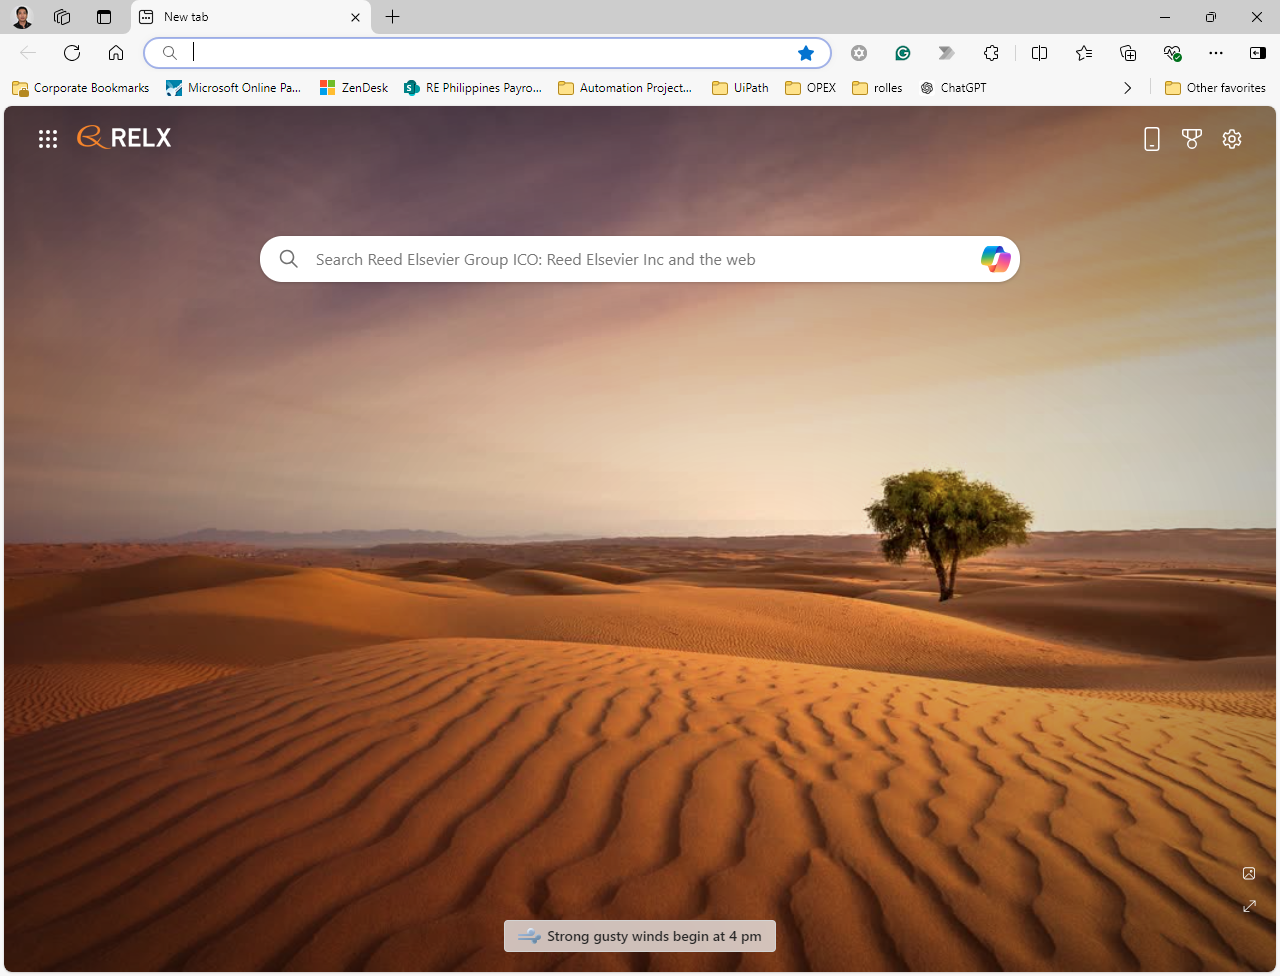 New tab
Corporate Bookmarks
Microsoft Online Pa...
ZenDesk
RE Philippines Payro...
Automation Project...
UiPath
OPEX
rolles
ChatGPT
Other favorites
RELX
Search Reed Elsevier Group ICO: Reed Elsevier Inc and the web
Strong gusty winds begin at 4 pm